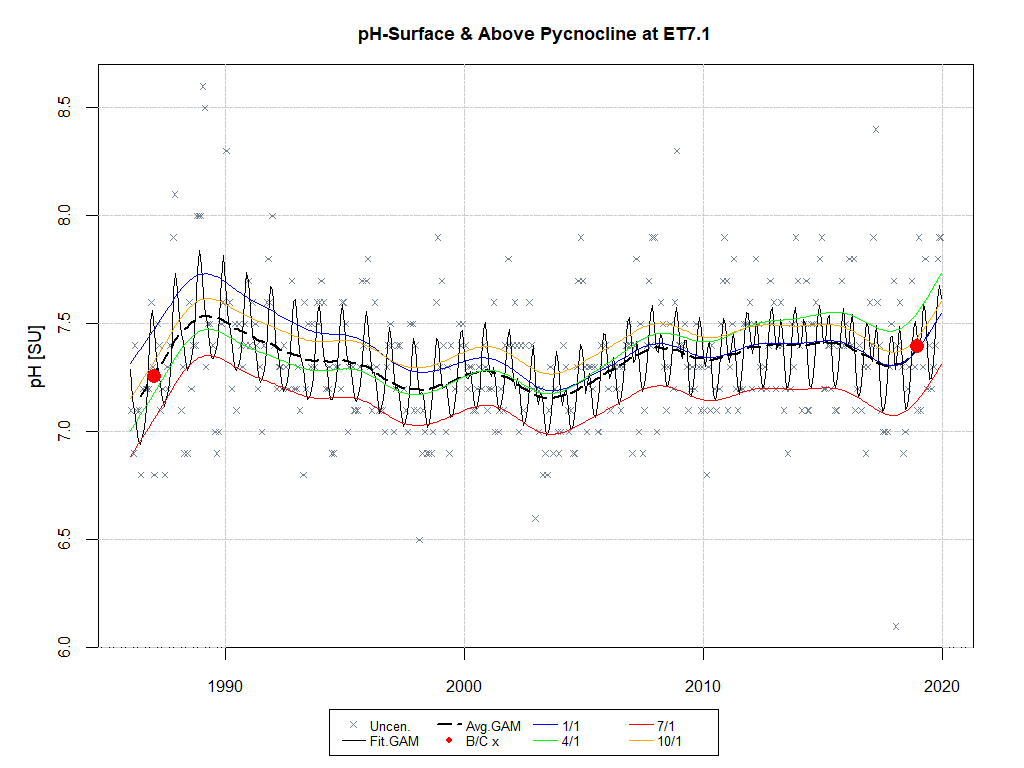 pH-Surface & Above Pycnocline at ET7.1
pH [SU]
8.5
8.0
7.5
7.0
6.5
6.0
1990 2000 2010 2020
Uncen. Avg.GAM 1/1 7/1
Fit.GAM B/C x 4/1 10/1